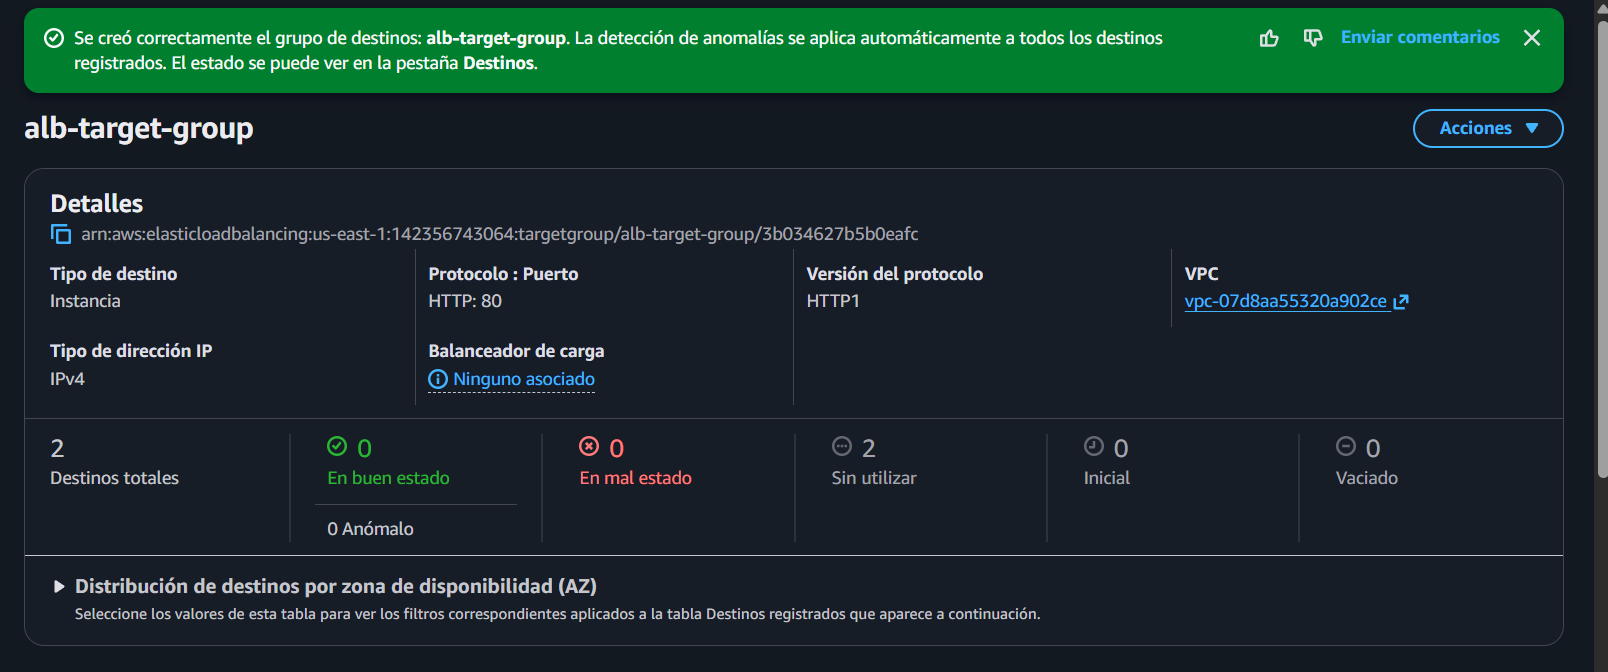 Se creó correctamente el grupo de destinos: alb-target-group. La detección de anomalías se aplica automáticamente a todos los destinos
registrados. El estado se puede ver en la pestaña Destinos.
Enviar comentarios
alb-target-group
Acciones
Detalles
arn:aws:elasticloadbalancing:us-east-1:142356743064:targetgroup/alb-target-group/3b034627b5b0eafc
Tipo de destino
Instancia
Protocolo : Puerto
HTTP: 80
Versión del protocolo
HTTP1
VPC
vpc-07d8aa55320a902ce
Tipo de dirección IP
IPv4
Balanceador de carga
Ninguno asociado
2
Destinos totales
0
En buen estado
0 Anómalo
0
En mal estado
2
Sin utilizar
0
Inicial
0
Vaciado
Distribución de destinos por zona de disponibilidad (AZ)
Seleccione los valores de esta tabla para ver los filtros correspondientes aplicados a la tabla Destinos registrados que aparece a continuación.